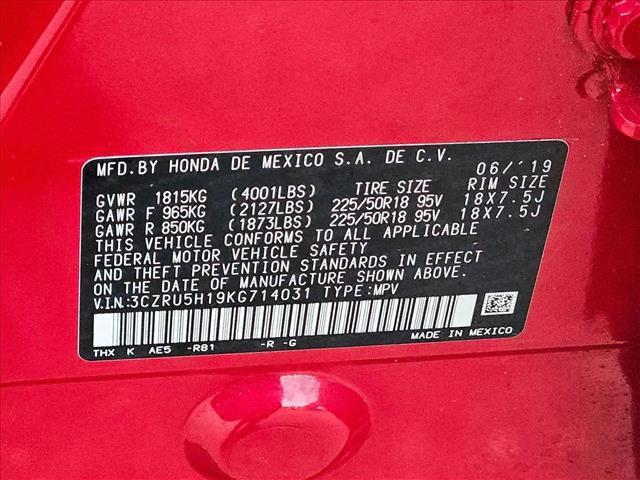 MFD.BY HONDA DE MEXICO S.A. DE C.V. 06/'19
GVWR 1815KG (4001LBS) TIRE SIZE RIM SIZE
GAWR F 965KG (2127LBS) 225/50R18 95V 18X7.5J
GAWR R 850KG (1873LBS) 225/50R18 95V 18X7.5J
THIS VEHICLE CONFORMS TO ALL APPLICABLE
FEDERAL MOTOR VEHICLE SAFETY
AND THEFT PREVENTION STANDARDS IN EFFECT
ON THE DATE OF MANUFACTURE SHOWN ABOVE.
V.I.N:3CZRU5H19KG714031 TYPE:MPV
MADE IN MEXICO
THX K AE5 -R81 -R -G